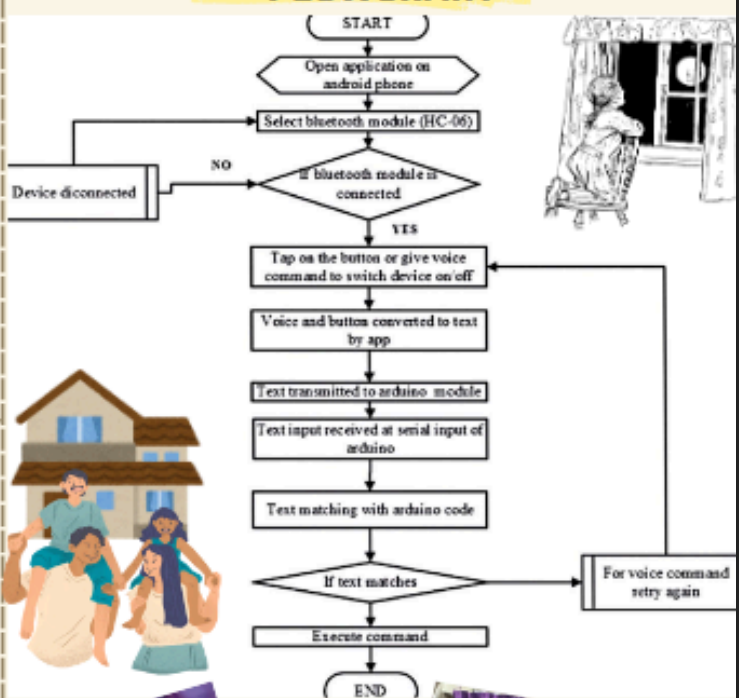 START
Open application on
android phone
Select bluetooth module (HC-06)
NO
If bluetooth module is
connected
Device diconnected
YES
Tap on the button or give voice
command to switch device on/off
Voice and button converted to text
by app
Text transmitted to arduino module
Text input received at serial input of
arduino
Text matching with arduino code
If text matches
For voice command
retry again
Execute command
END